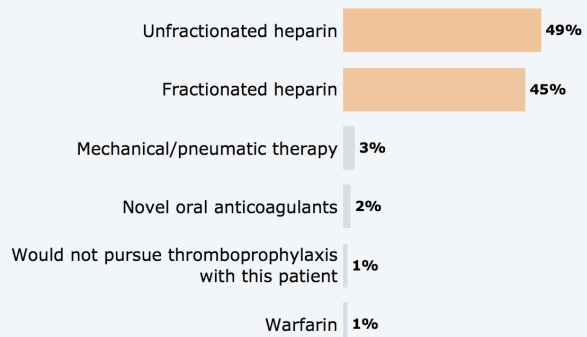 Unfractionated heparin 49%
Fractionated heparin 45%
Mechanical/pneumatic therapy 3%
Novel oral anticoagulants 2%
Would not pursue thromboprophylaxis
with this patient 1%
Warfarin 1%